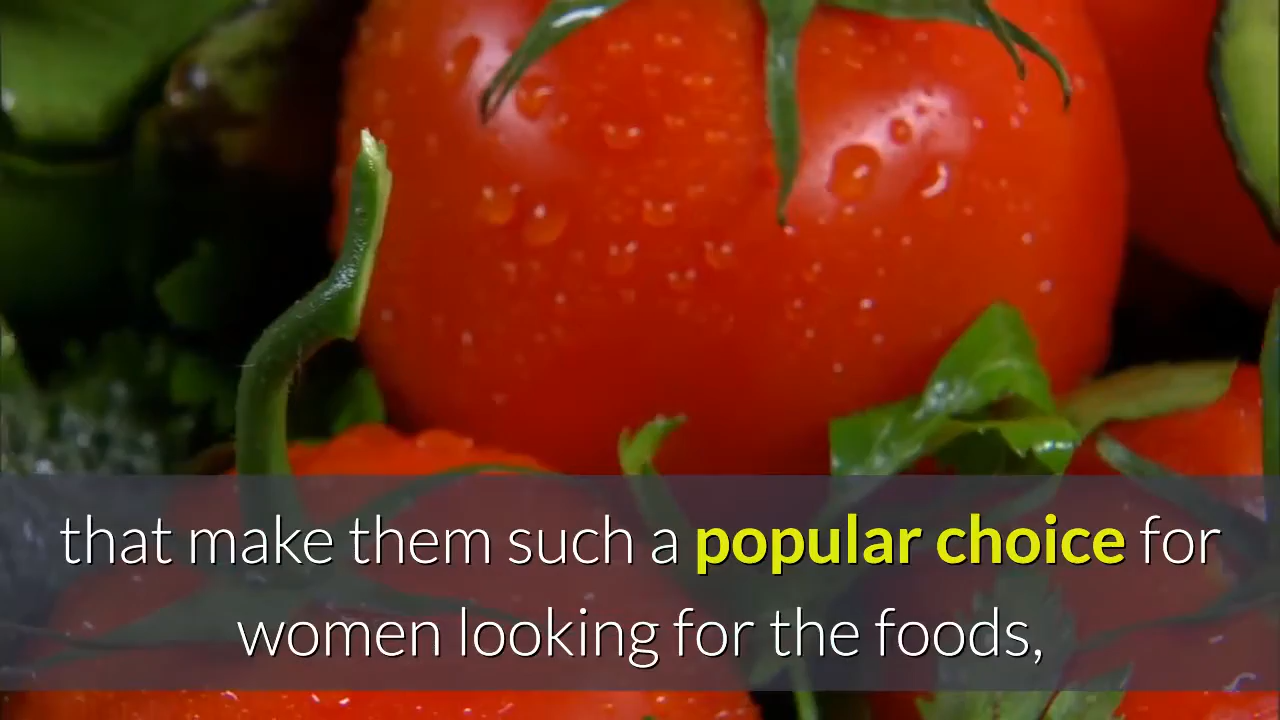 that make them such a popular choice for
women looking for the foods,